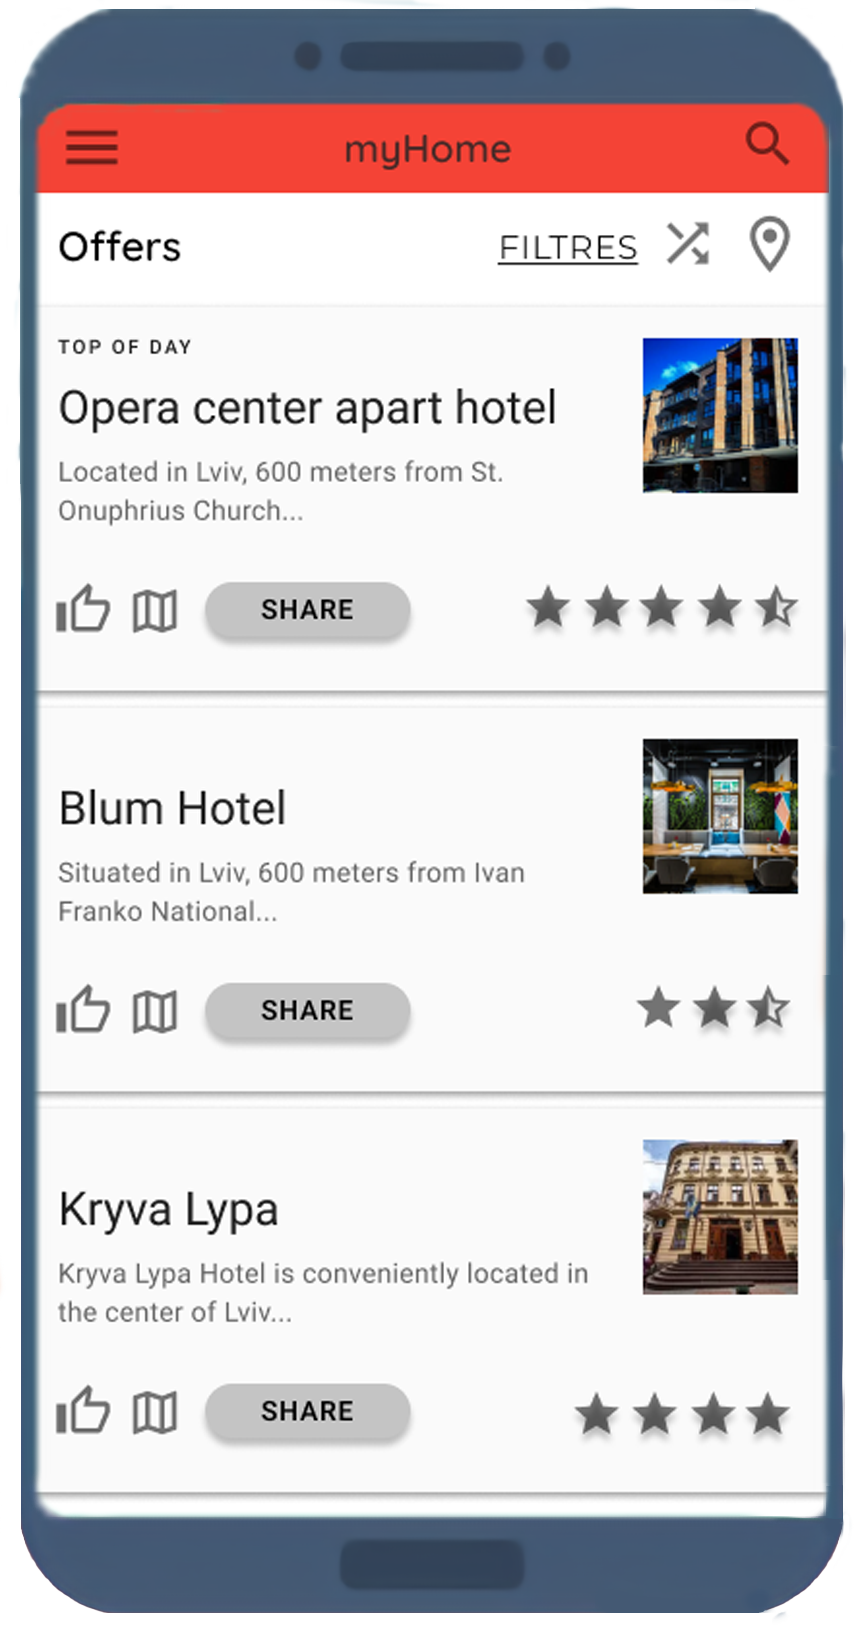 myHome
Offers
FILTRES
TOP OF DAY
Opera center apart hotel
Located in Lviv, 600 meters from St.
Onuphrius Church...
SHARE
Blum Hotel
Situated in Lviv, 600 meters from Ivan
Franko National...
SHARE
Kryva Lypa
Kryva Lypa Hotel is conveniently located in
the center of Lviv...
SHARE